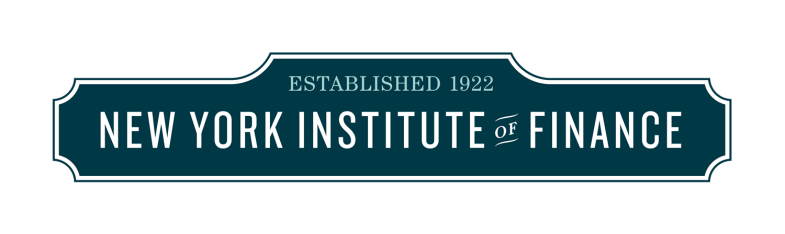 ESTABLISHED 1922
NEW YORK INSTITUTE OF FINANCE